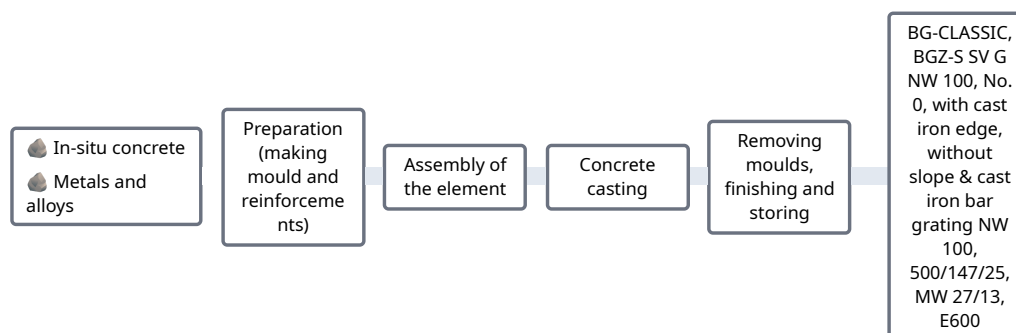 In-situ concrete
Metals and
alloys
Preparation
(making
mould and
reinforceme
nts)
Assembly of
the element
Concrete
casting
Removing
moulds,
finishing and
storing
BG-CLASSIC,
BGZ-S SV G
NW 100, No.
0, with cast
iron edge,
without
slope & cast
iron bar
grating NW
100,
500/147/25,
MW 27/13,
E600